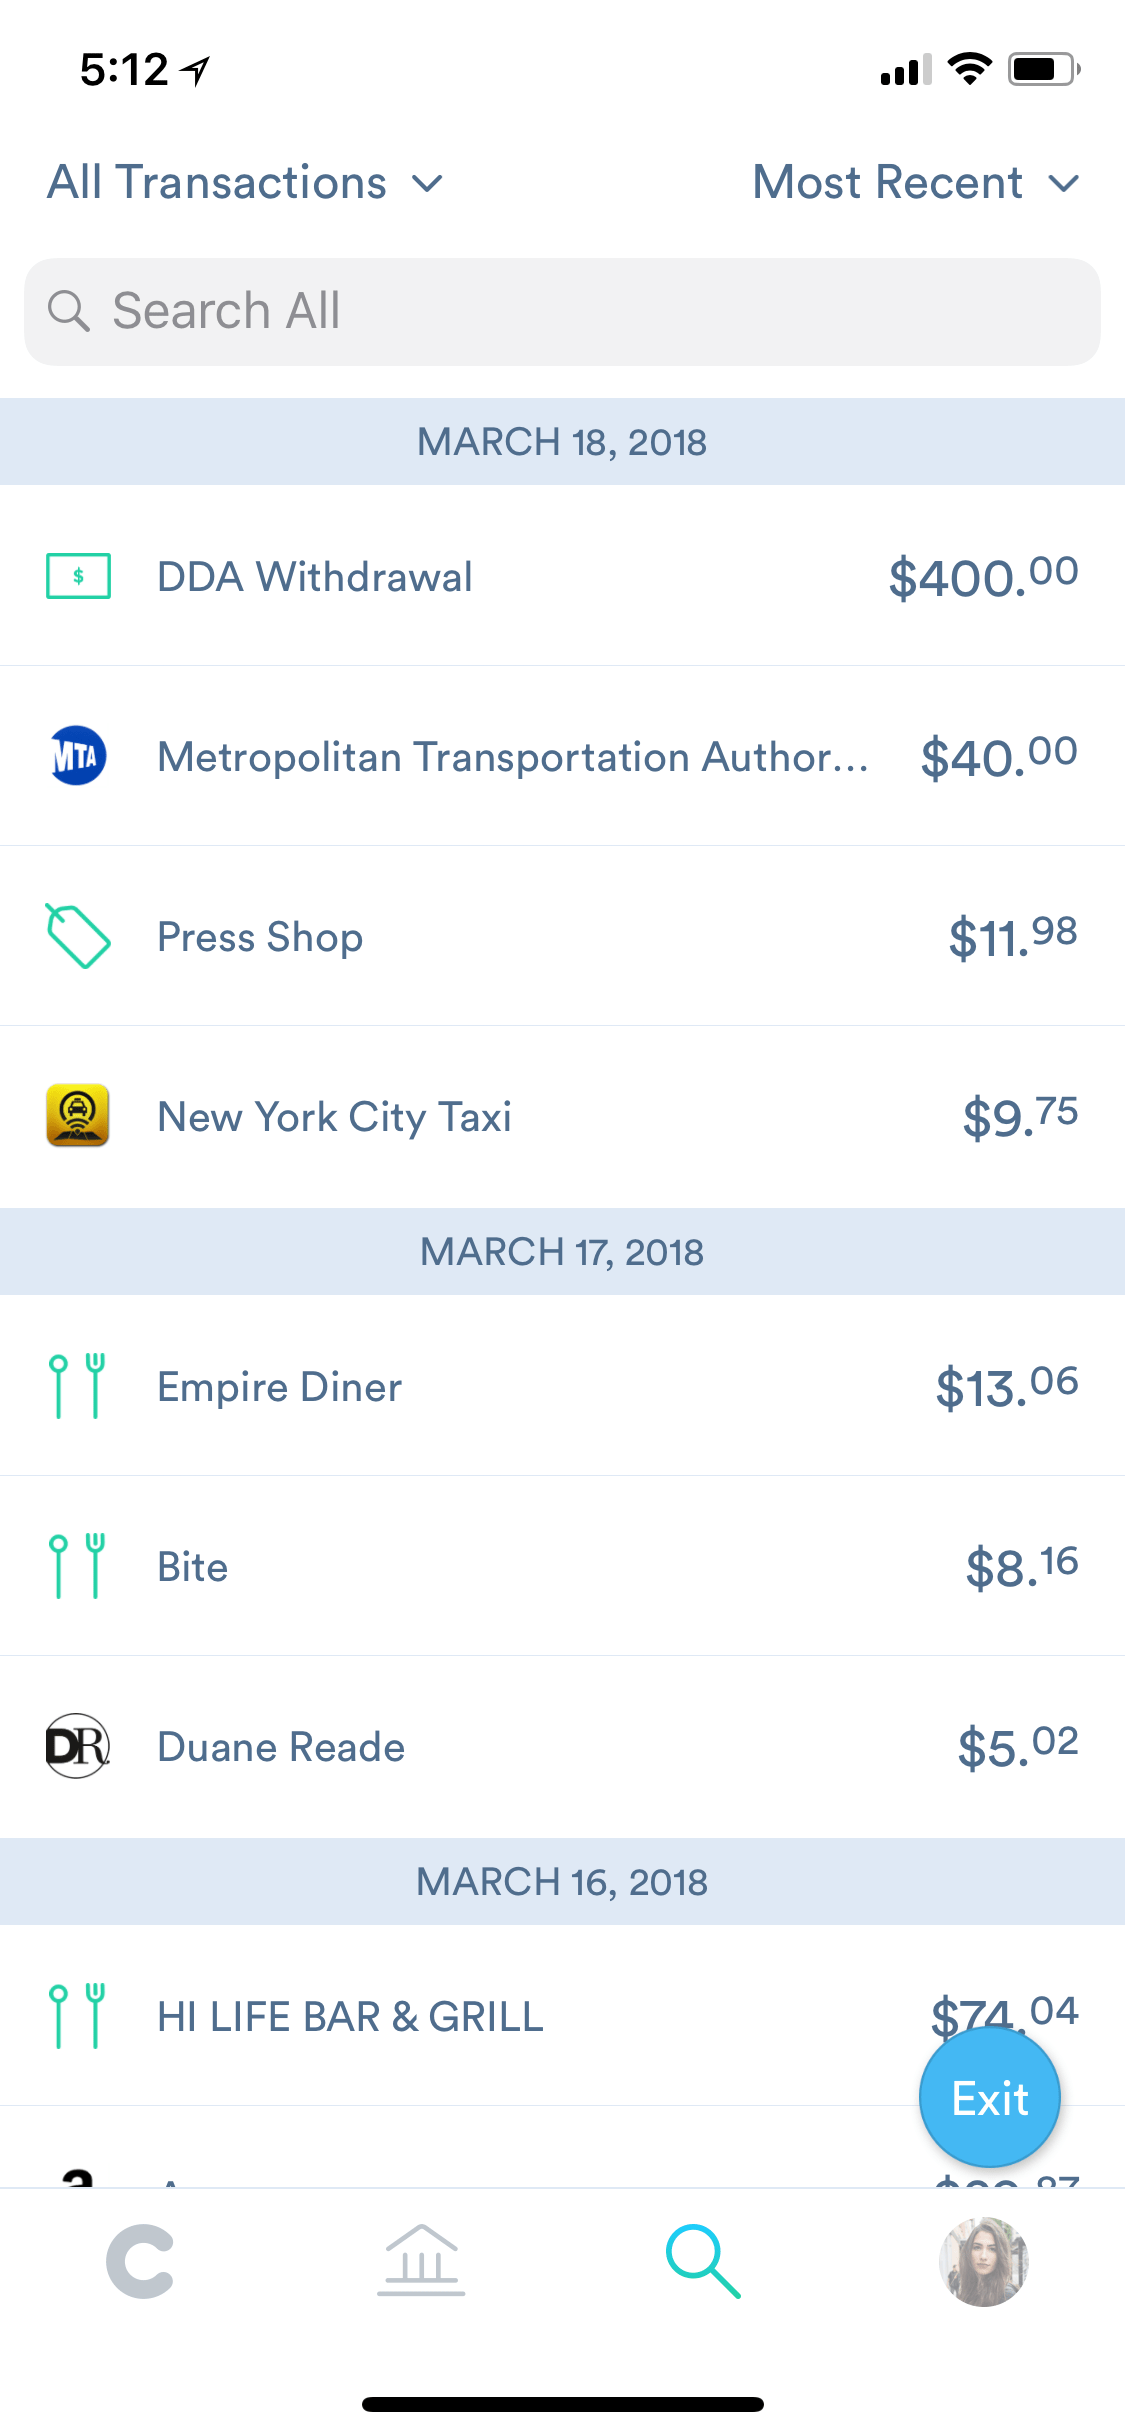 5:12
All Transactions Most Recent
Search All
MARCH 18, 2018
$ DDA Withdrawal $400.00
MTA Metropolitan Transportation Author... $40.00
Press Shop $11.98
New York City Taxi $9.75
MARCH 17, 2018
Empire Diner $13.06
Bite $8.16
DR Duane Reade $5.02
MARCH 16, 2018
HI LIFE BAR & GRILL $74.04
Exit